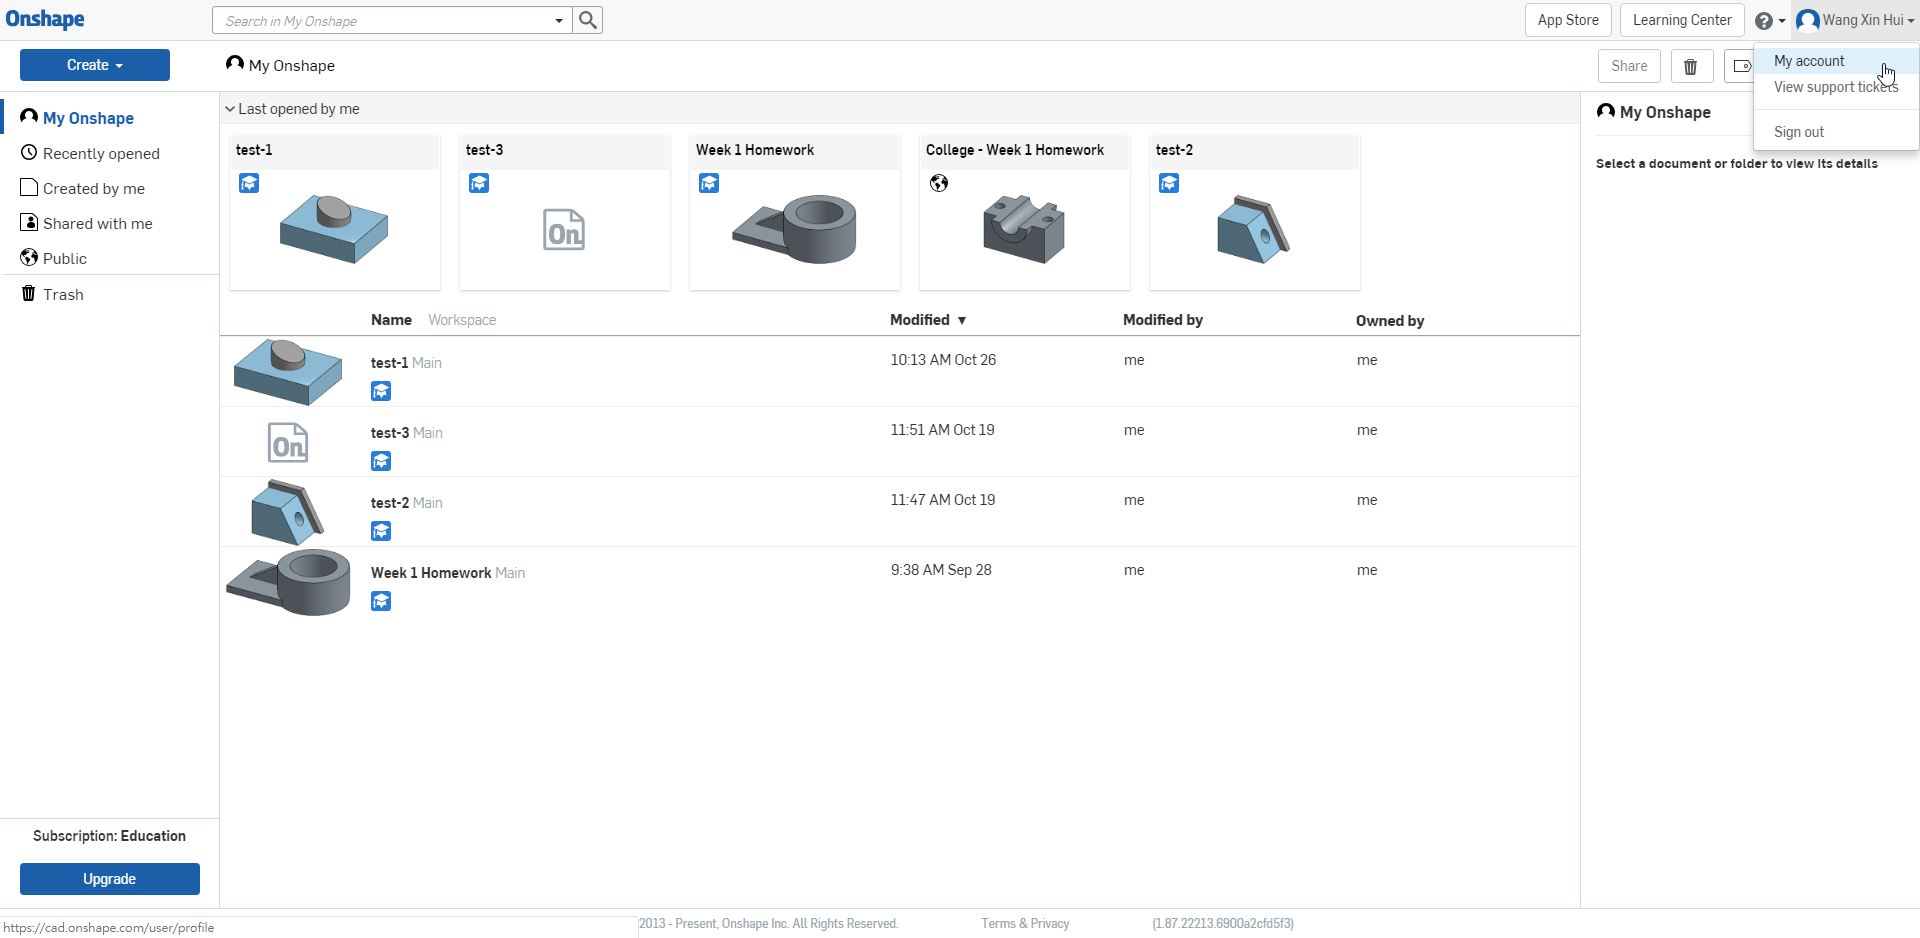 Onshape
Search in My Onshape
App Store
Learning Center
Wang Xin Hui
Create
My Onshape
Share
My account
View support tickets
Sign out
My Onshape
Recently opened
Created by me
Shared with me
Public
Trash
Last opened by me
test-1
test-3
Week 1 Homework
College - Week 1 Homework
test-2
On
Name Workspace Modified ▼ Modified by Owned by
test-1 Main 10:13 AM Oct 26 me me
On
test-3 Main 11:51 AM Oct 19 me me
test-2 Main 11:47 AM Oct 19 me me
Week 1 Homework Main 9:38 AM Sep 28 me me
My Onshape
Select a document or folder to view its details
Subscription: Education
Upgrade
https://cad.onshape.com/user/profile
2013 - Present, Onshape Inc. All Rights Reserved. Terms & Privacy (1.87.22213.6900a2cfd5f3)